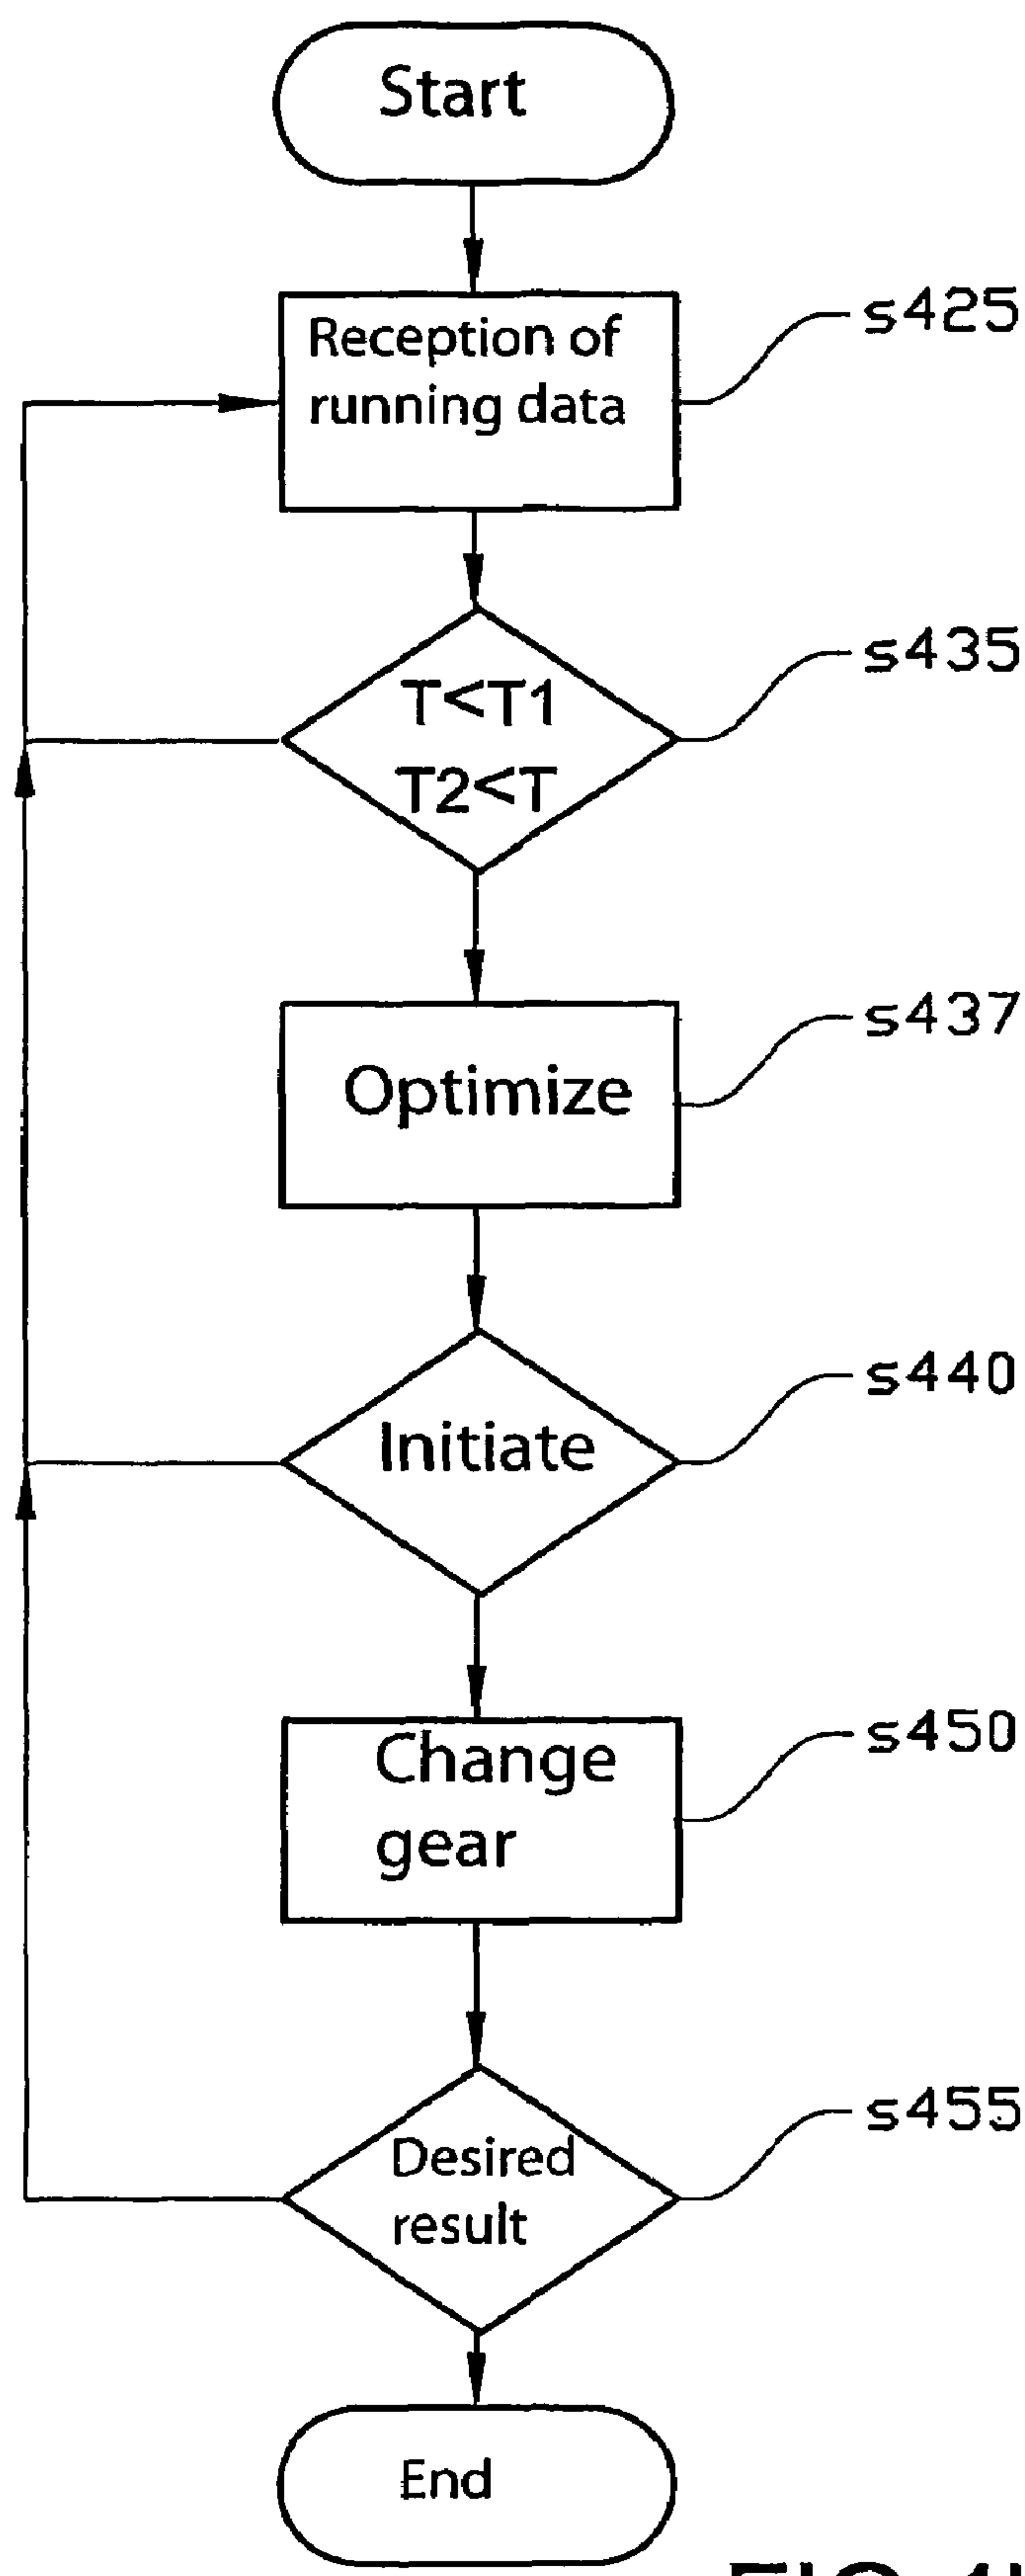 Start
Reception of
running data
s425
T<T1
T2<T
s435
Optimize
s437
Initiate
s440
Change
gear
s450
Desired
result
s455
End